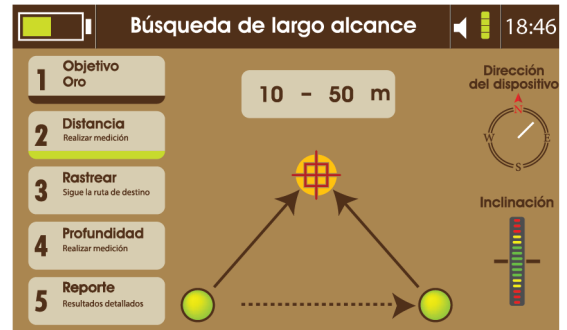 Búsqueda de largo alcance
18:46
1 Objetivo
Oro
2 Distancia
Realizar medición
3 Rastrear
Sigue la ruta de destino
4 Profundidad
Realizar medición
5 Reporte
Resultados detallados
10 - 50 m
Dirección
del dispositivo
N
W E
S
Inclinación